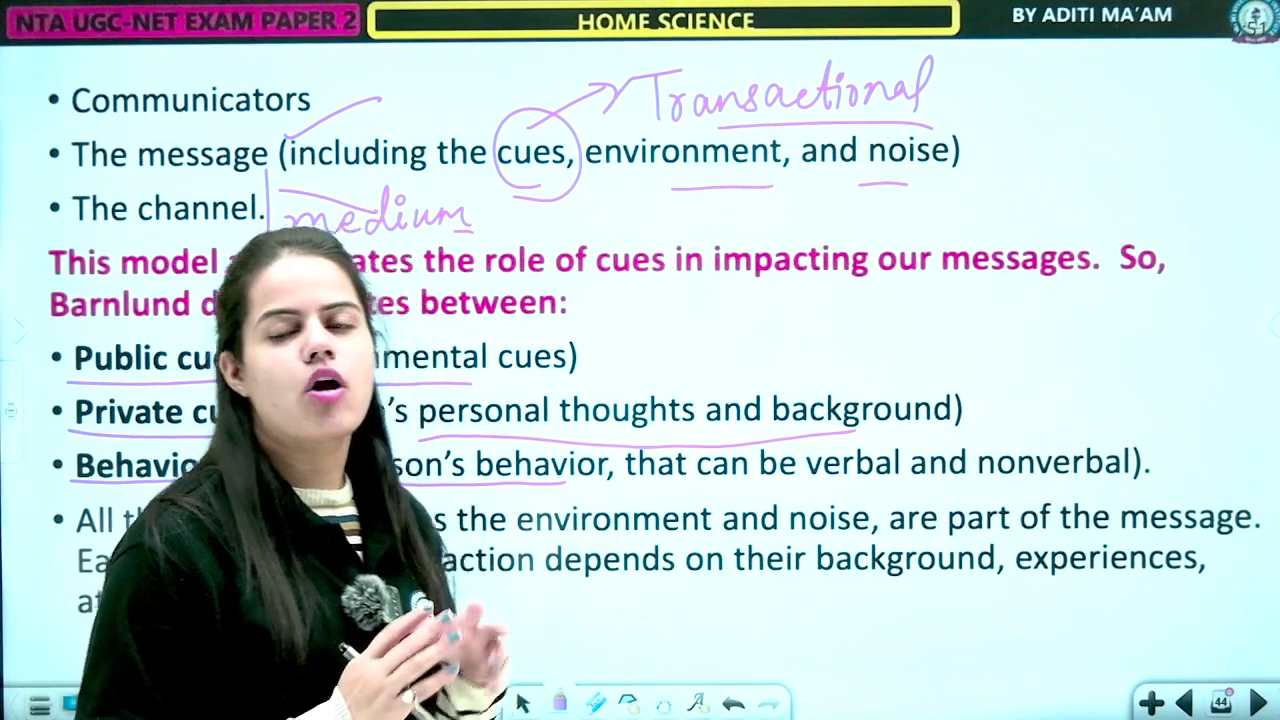 NTA UGC-NET EXAM PAPER 2
HOME SCIENCE
BY ADITI MA'AM
• Communicators
Transactional
• The message (including the cues, environment, and noise)
• The channel.
medium
This model ates the role of cues in impacting our messages. So,
Barnlund d tes between:
• Public cu nmental cues)
• Private cu 's personal thoughts and background)
• Behavio son's behavior, that can be verbal and nonverbal).
• All s the environment and noise, are part of the message.
Ea action depends on their background, experiences,
44